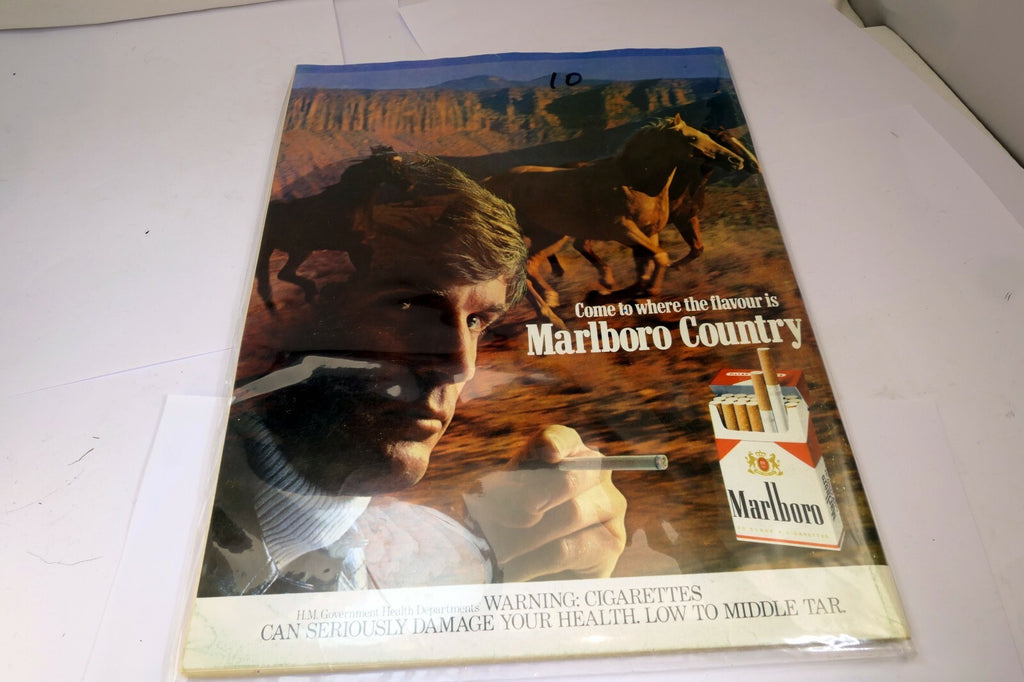 10
Come to where the flavour is
Marlboro Country
Marlboro
H.M. Government Health Departments WARNING: CIGARETTES
CAN SERIOUSLY DAMAGE YOUR HEALTH. LOW TO MIDDLE TAR.